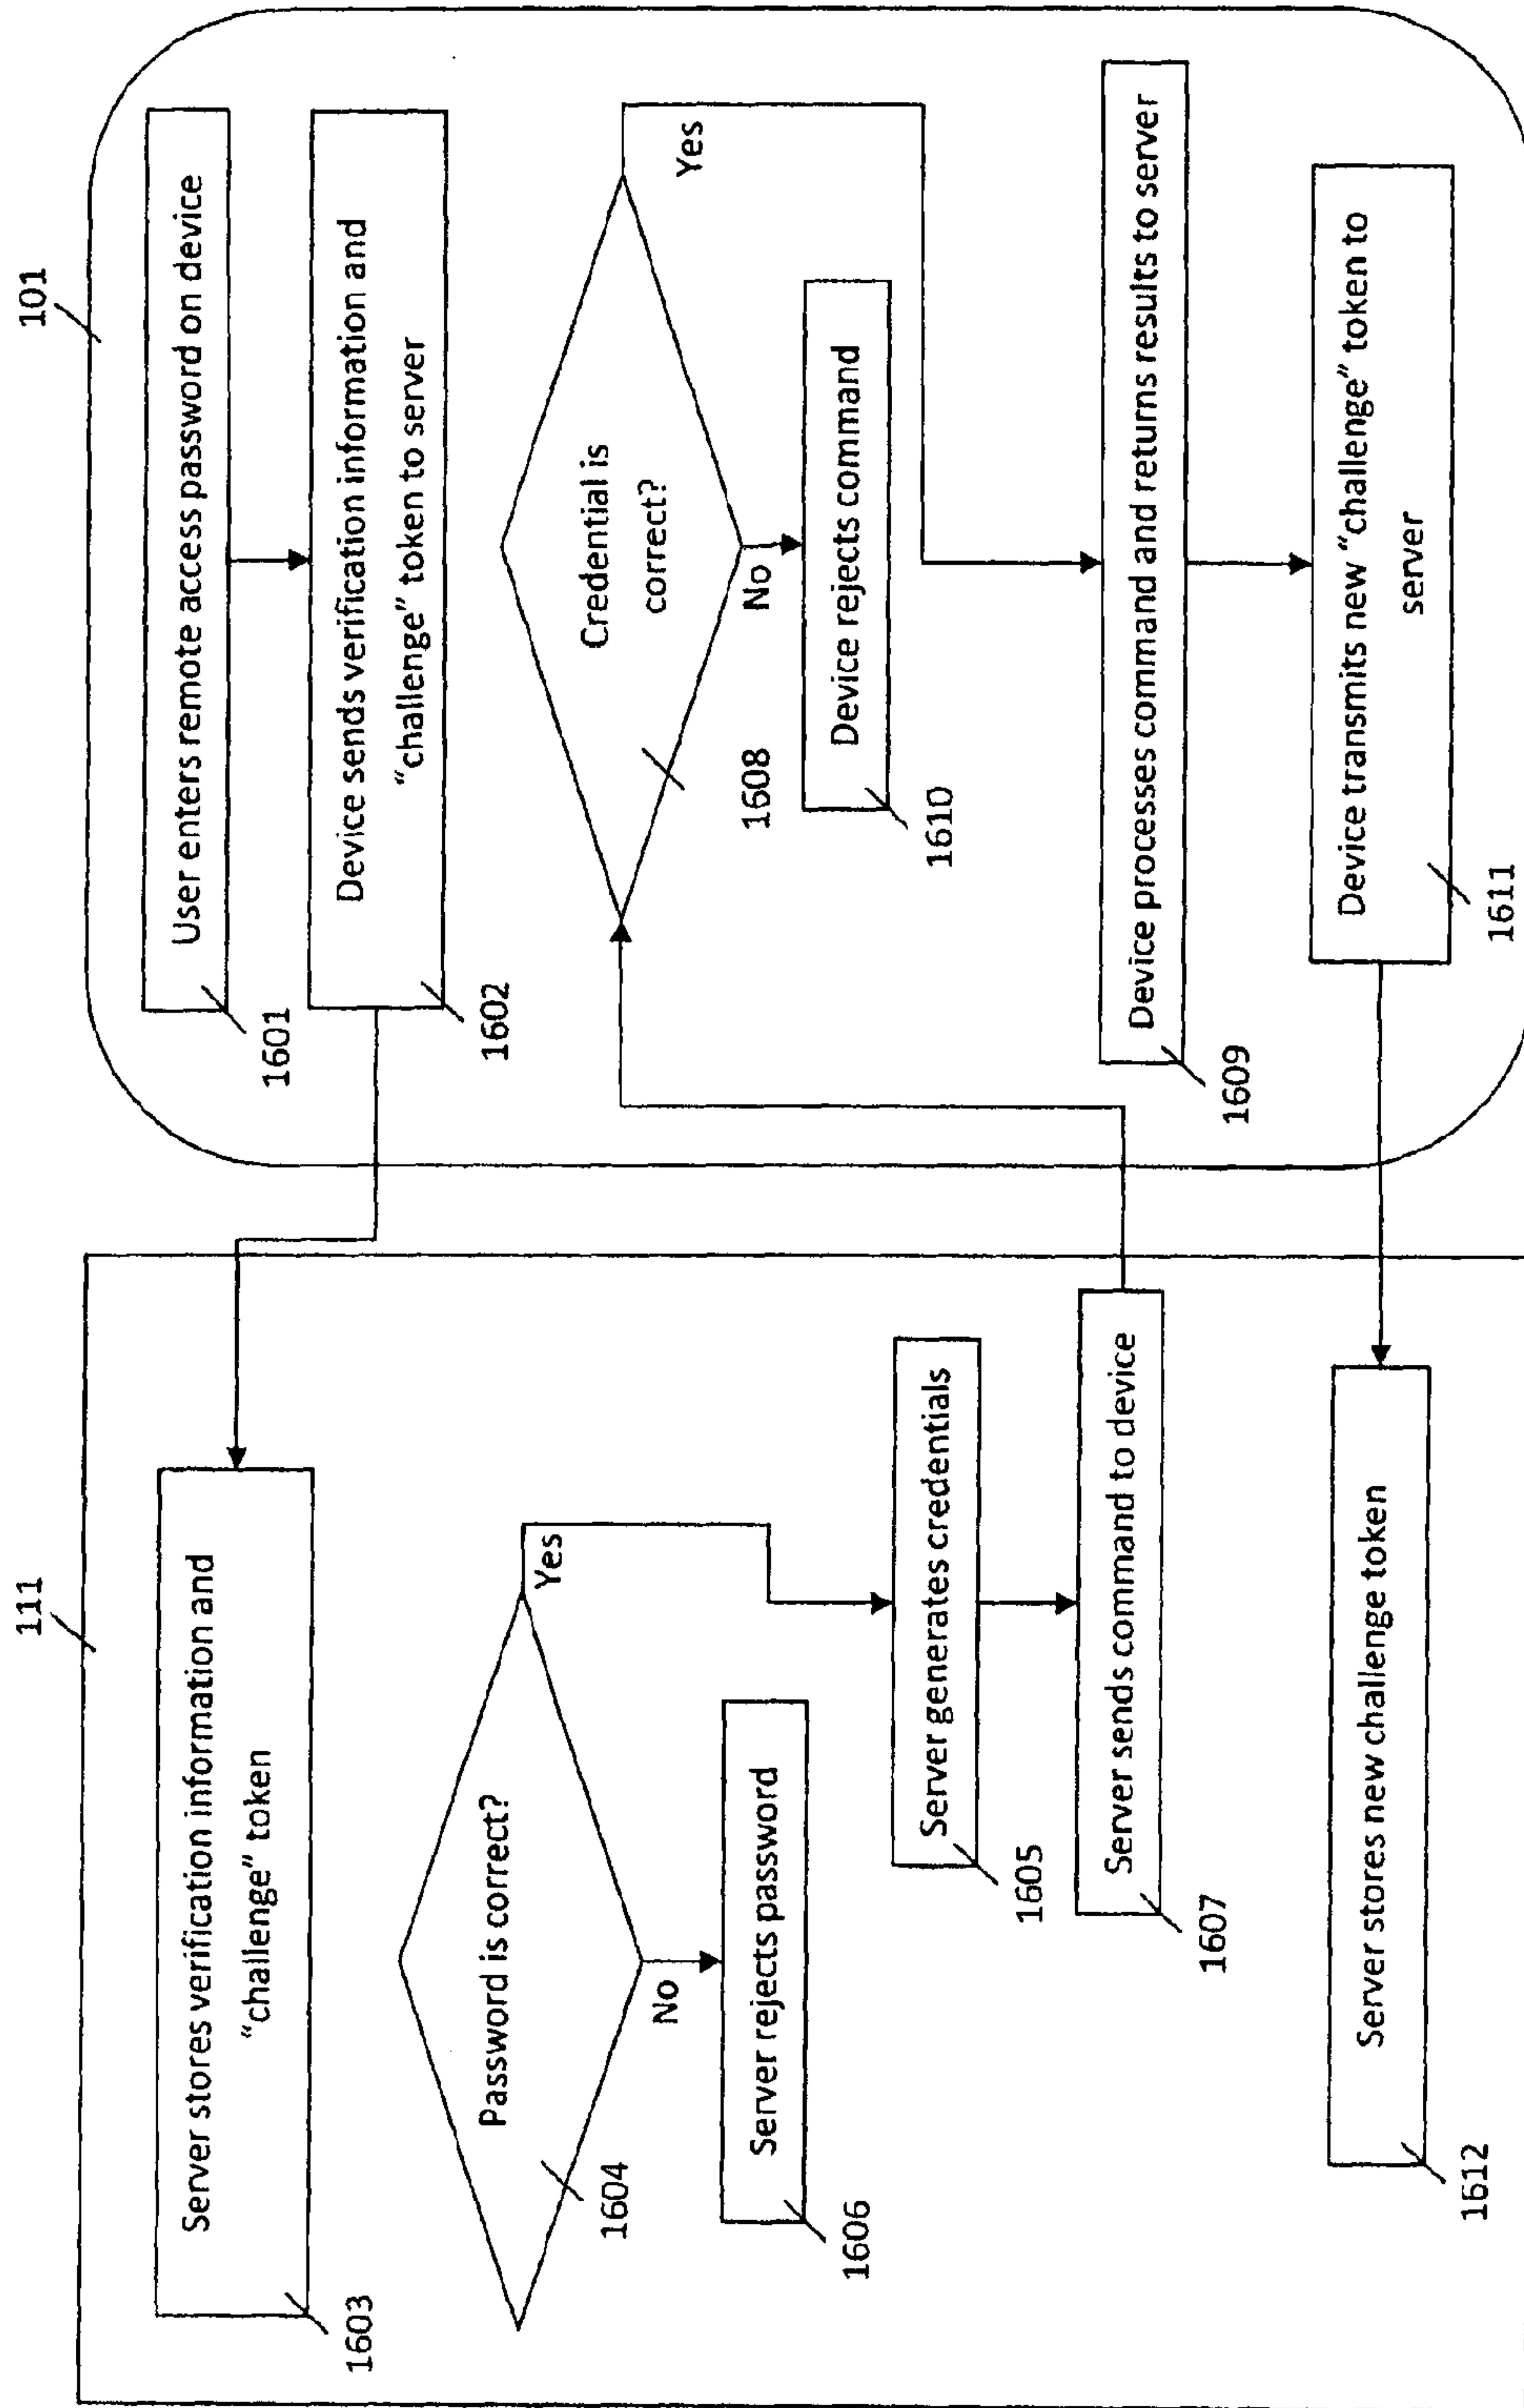 111
Server stores verification information and
“challenge” token
1603
Password is correct?
Yes
No
1604
Server rejects password
1606
Server generates credentials
1605
Server sends command to device
1607
Server stores new challenge token
1612
101
User enters remote access password on device
1601
Device sends verification information and
“challenge” token to server
1602
Credential is
correct?
Yes
No
1608
Device rejects command
1610
Device processes command and returns results to server
1609
Device transmits new “challenge” token to
server
1611